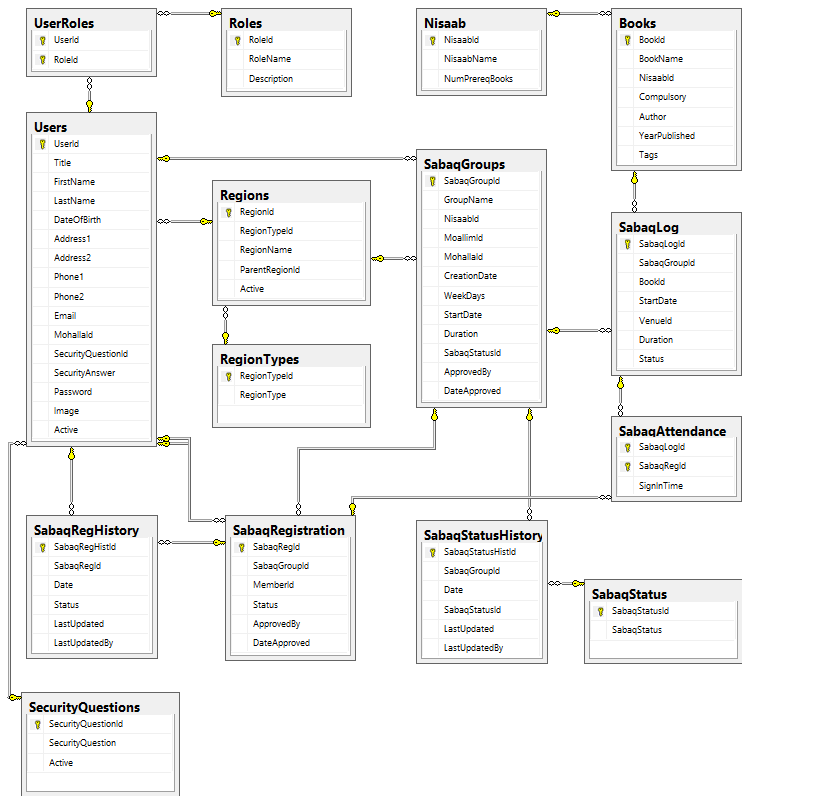 UserRoles
UserId
RoleId
Roles
RoleId
RoleName
Description
Nisaab
NisaabId
NisaabName
NumPrereqBooks
Books
BookId
BookName
NisaabId
Compulsory
Author
YearPublished
Tags
Users
UserId
Title
FirstName
LastName
DateOfBirth
Address1
Address2
Phone1
Phone2
Email
MohallaId
SecurityQuestionId
SecurityAnswer
Password
Image
Active
Regions
RegionId
RegionTypeId
RegionName
ParentRegionId
Active
SabaqGroups
SabaqGroupId
GroupName
NisaabId
MoallimId
MohallaId
CreationDate
WeekDays
StartDate
Duration
SabaqStatusId
ApprovedBy
DateApproved
SabaqLog
SabaqLogId
SabaqGroupId
BookId
StartDate
VenueId
Duration
Status
RegionTypes
RegionTypeId
RegionType
SabaqAttendance
SabaqLogId
SabaqRegId
SignInTime
SabaqRegHistory
SabaqRegHistId
SabaqRegId
Date
Status
LastUpdated
LastUpdatedBy
SabaqRegistration
SabaqRegId
SabaqGroupId
MemberId
Status
ApprovedBy
DateApproved
SabaqStatusHistory
SabaqStatusHistId
SabaqGroupId
Date
SabaqStatusId
LastUpdated
LastUpdatedBy
SabaqStatus
SabaqStatusId
SabaqStatus
SecurityQuestions
SecurityQuestionId
SecurityQuestion
Active